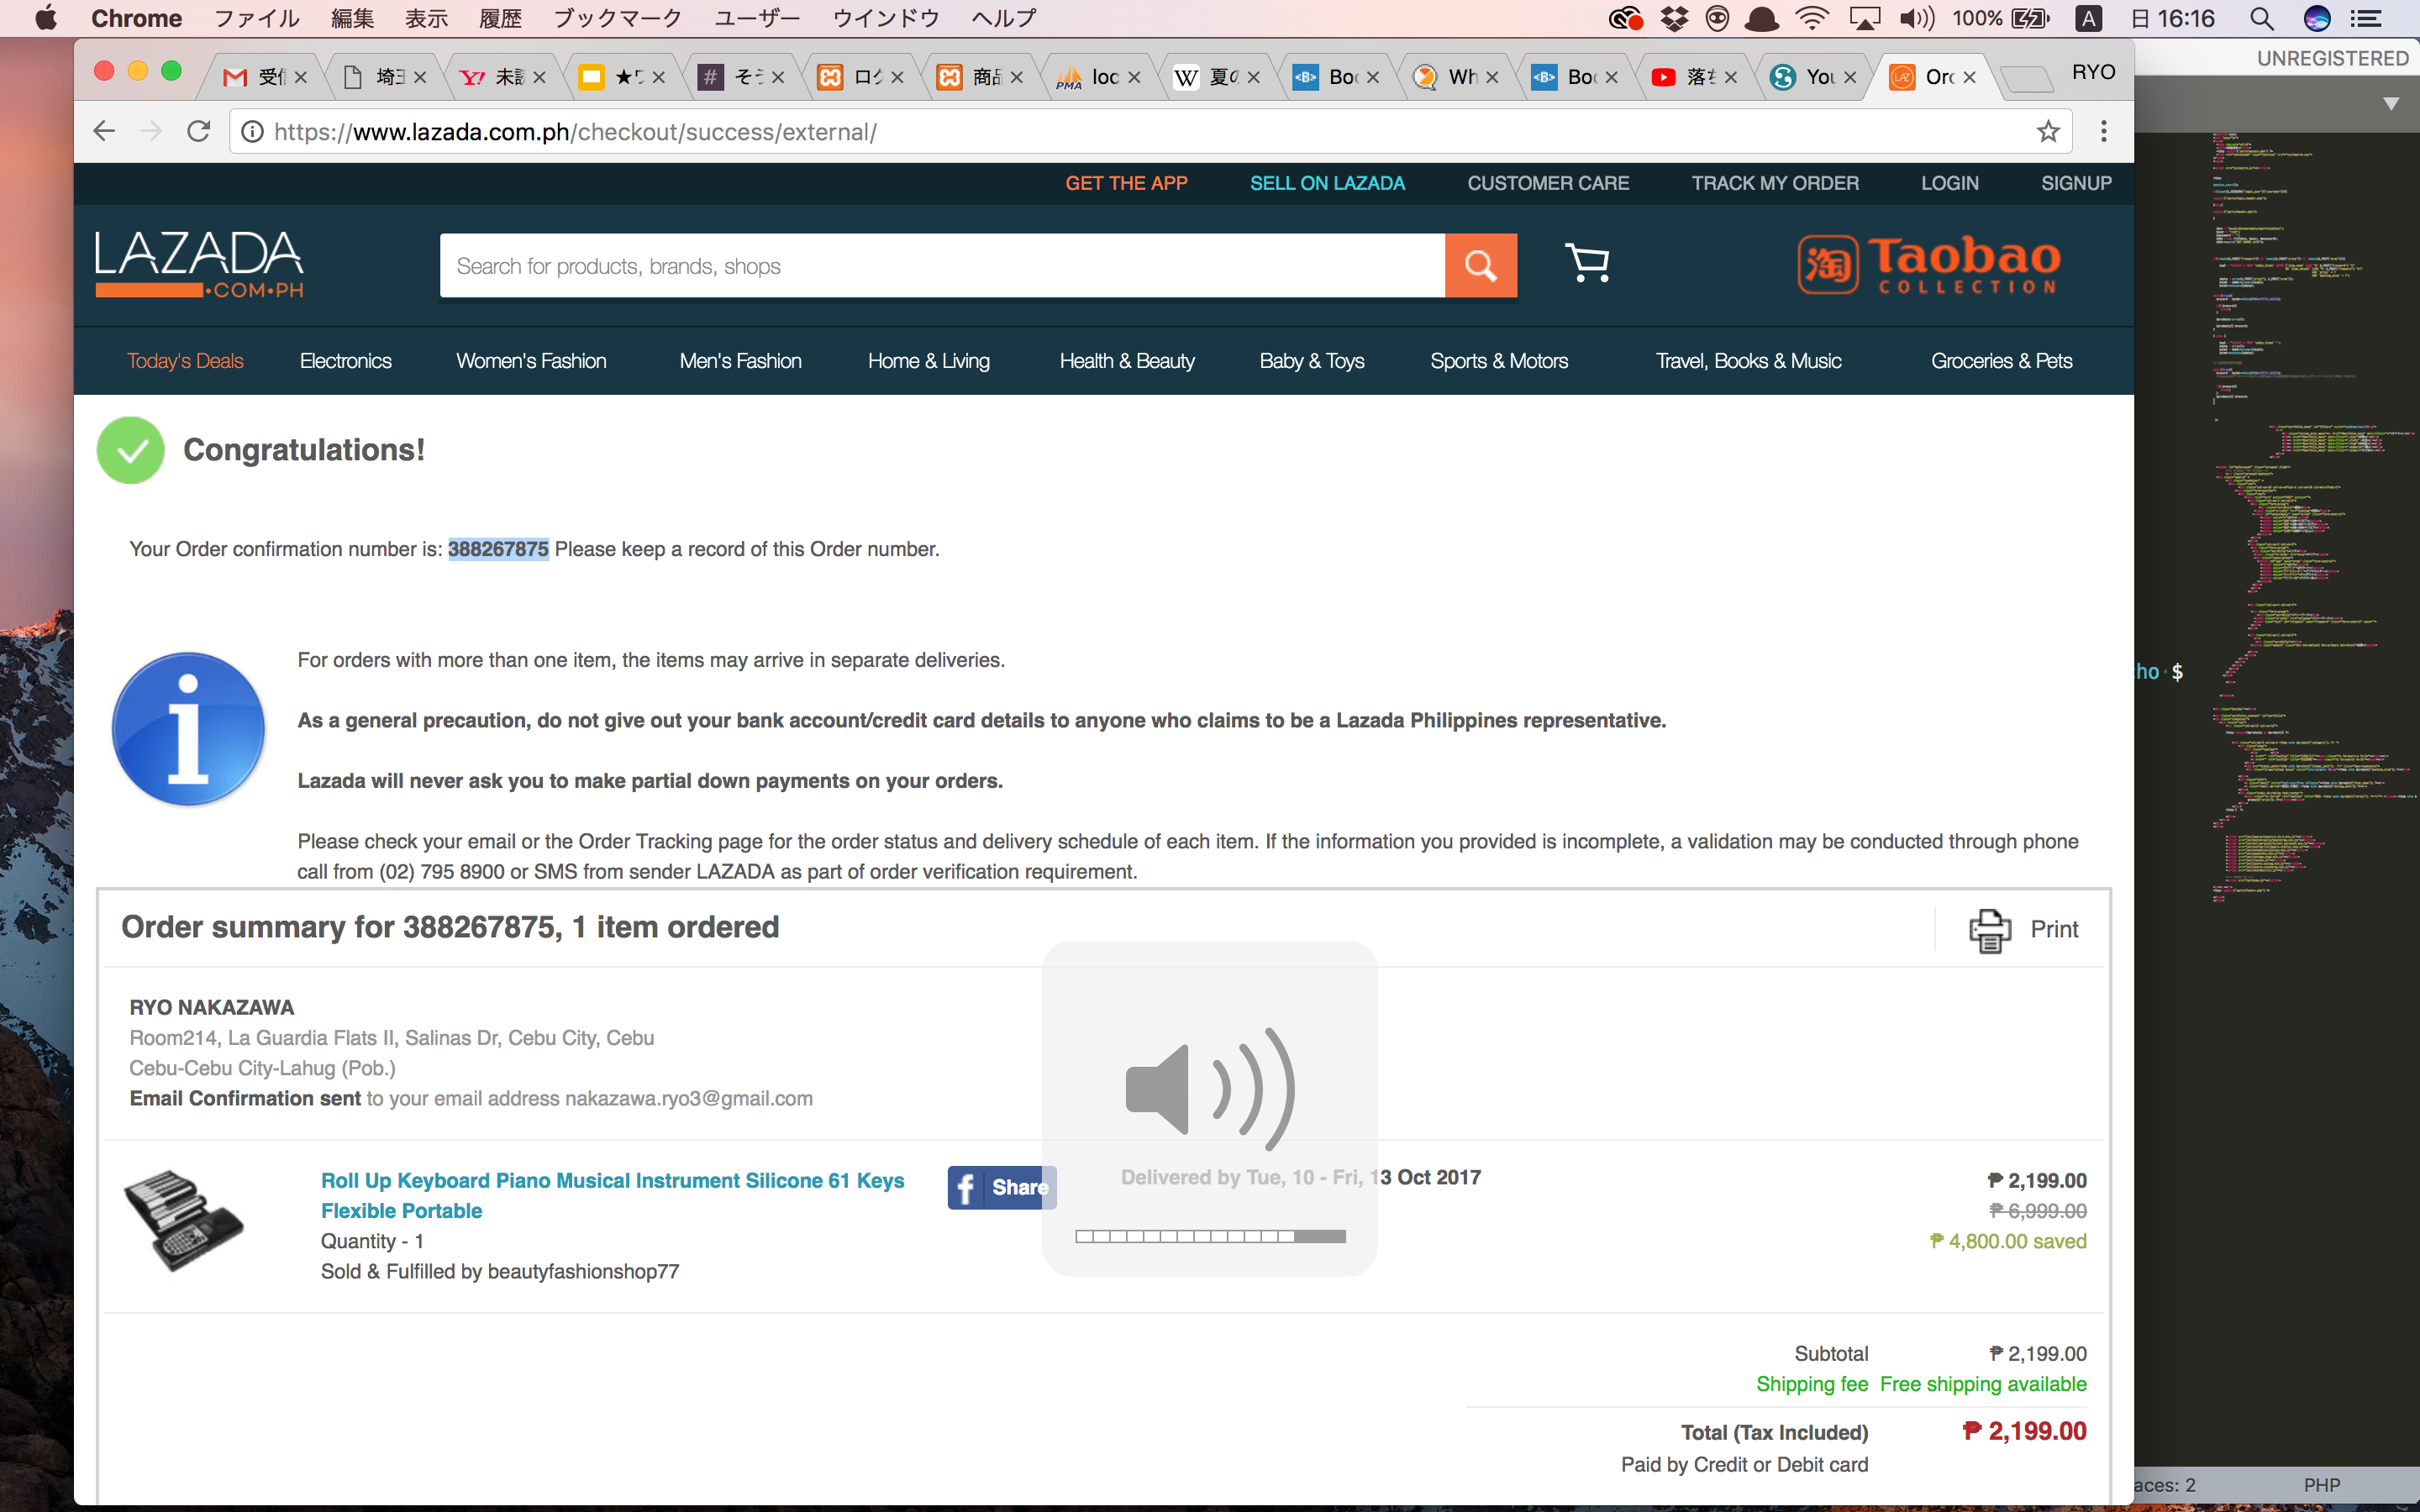 Chrome ファイル 編集 表示 履歴 ブックマーク ユーザー ウインドウ ヘルプ 100% A 日 16:16
UNRESGISTERED
受信 埼玉 未読 ★ワ # そう ログ 商品 PMA loc W 夏の <B> Boo Wh <B> Boo 落ち You Orc RYO
https://www.lazada.com.ph/checkout/success/external/
GET THE APP SELL ON LAZADA CUSTOMER CARE TRACK MY ORDER LOGIN SIGNUP
LAZADA
.COM.PH
Search for products, brands, shops
淘 Taobao
COLLECTION
Today's Deals Electronics Women's Fashion Men's Fashion Home & Living Health & Beauty Baby & Toys Sports & Motors Travel, Books & Music Groceries & Pets
Congratulations!
Your Order confirmation number is: 388267875 Please keep a record of this Order number.
For orders with more than one item, the items may arrive in separate deliveries.
As a general precaution, do not give out your bank account/credit card details to anyone who claims to be a Lazada Philippines representative.
Lazada will never ask you to make partial down payments on your orders.
Please check your email or the Order Tracking page for the order status and delivery schedule of each item. If the information you provided is incomplete, a validation may be conducted through phone
call from (02) 795 8900 or SMS from sender LAZADA as part of order verification requirement.
Order summary for 388267875, 1 item ordered
Print
RYO NAKAZAWA
Room214, La Guardia Flats II, Salinas Dr, Cebu City, Cebu
Cebu-Cebu City-Lahug (Pob.)
Email Confirmation sent to your email address nakazawa.ryo3@gmail.com
Roll Up Keyboard Piano Musical Instrument Silicone 61 Keys
Flexible Portable
Quantity - 1
Sold & Fulfilled by beautyfashionshop77
f Share
Delivered by Tue, 10 - Fri, 13 Oct 2017
₱ 2,199.00
₱ 6,999.00
₱ 4,800.00 saved
Subtotal ₱ 2,199.00
Shipping fee Free shipping available
Total (Tax Included) ₱ 2,199.00
Paid by Credit or Debit card
ho $
aces: 2 PHP